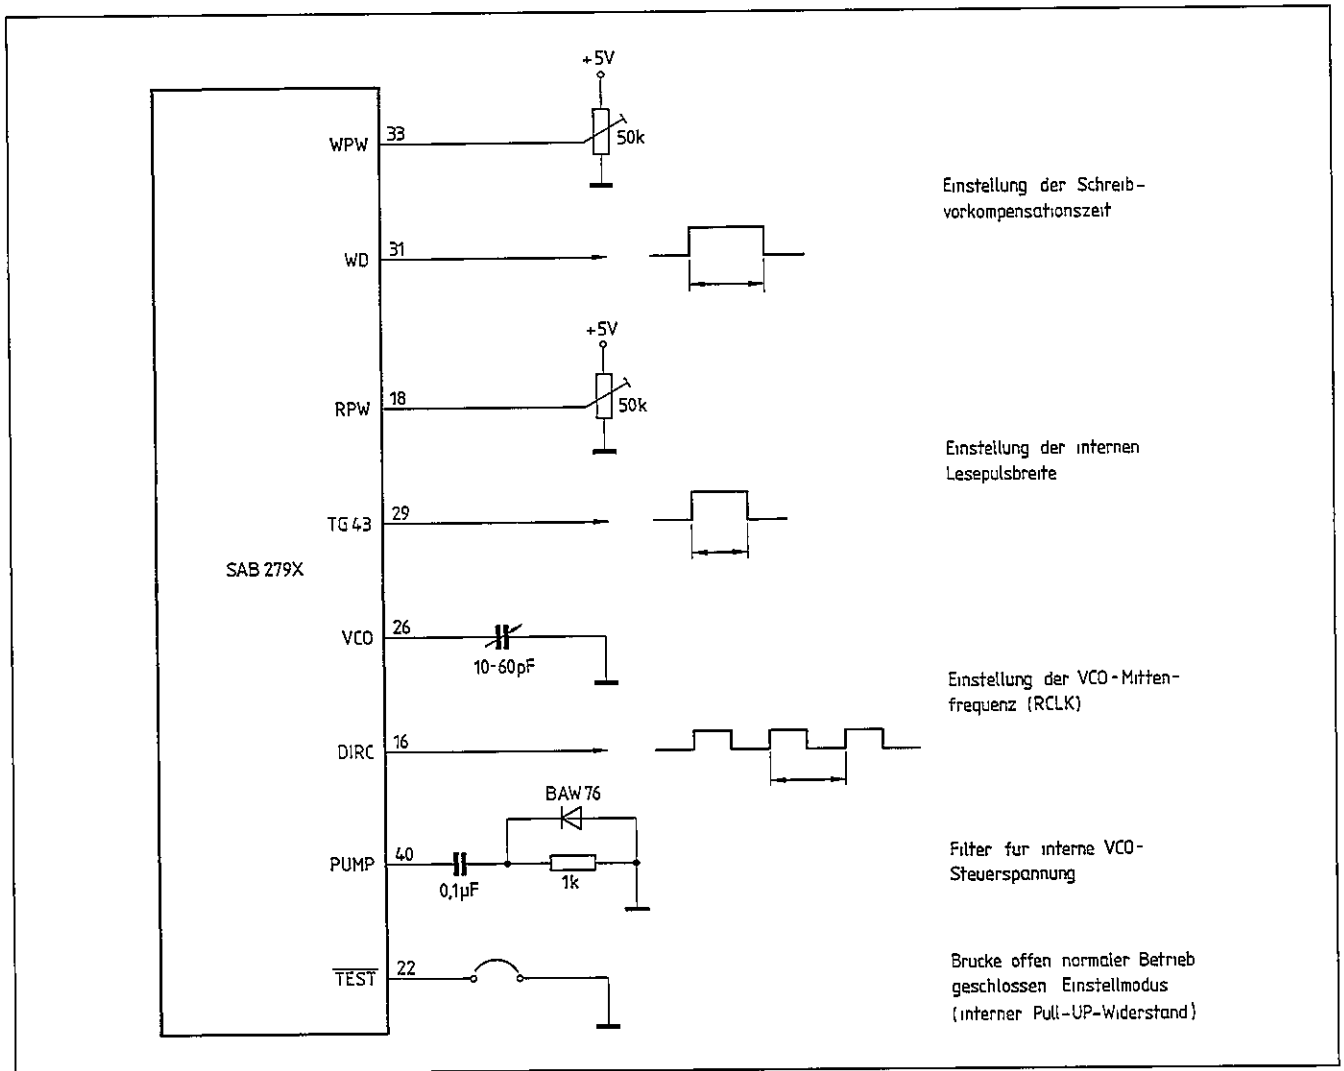 +5V
WPW 33
50k
Einstellung der Schreib-
vorkompensationszeit
WD 31
+5V
RPW 18
50k
Einstellung der internen
Lesepulsbreite
TG 43 29
SAB 279X
VCO 26
10-60pF
Einstellung der VCO-Mitten-
frequenz (RCLK)
DIRC 16
BAW 76
PUMP 40
0,1µF
1k
Filter fur interne VCO-
Steuerspannung
TEST 22
Brucke offen normaler Betrieb
geschlossen Einstellmodus
(interner Pull-UP-Widerstand)